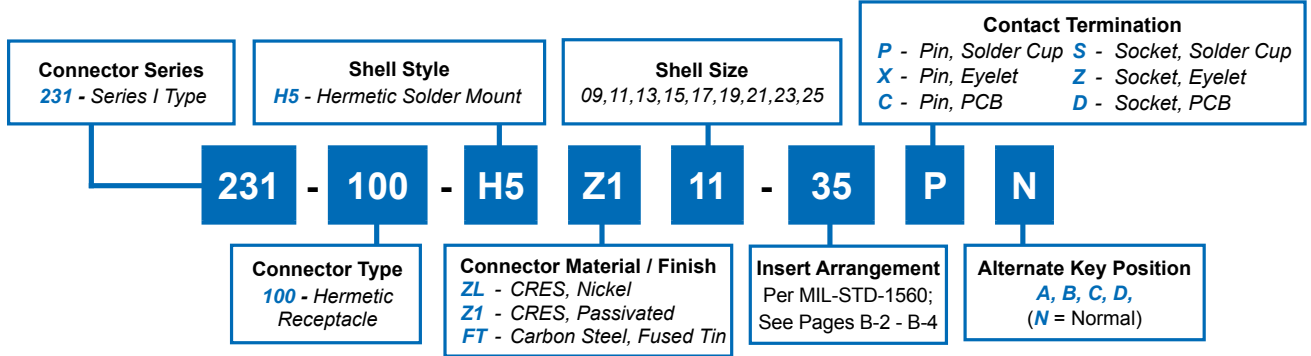 Connector Series
231 - Series I Type
Shell Style
H5 - Hermetic Solder Mount
Shell Size
09,11,13,15,17,19,21,23,25
Contact Termination
P - Pin, Solder Cup S - Socket, Solder Cup
X - Pin, Eyelet Z - Socket, Eyelet
C - Pin, PCB D - Socket, PCB
231 - 100 - H5 Z1 11 - 35 P N
Connector Type
100 - Hermetic
Receptacle
Connector Material / Finish
ZL - CRES, Nickel
Z1 - CRES, Passivated
FT - Carbon Steel, Fused Tin
Insert Arrangement
Per MIL-STD-1560;
See Pages B-2 - B-4
Alternate Key Position
A, B, C, D,
(N = Normal)